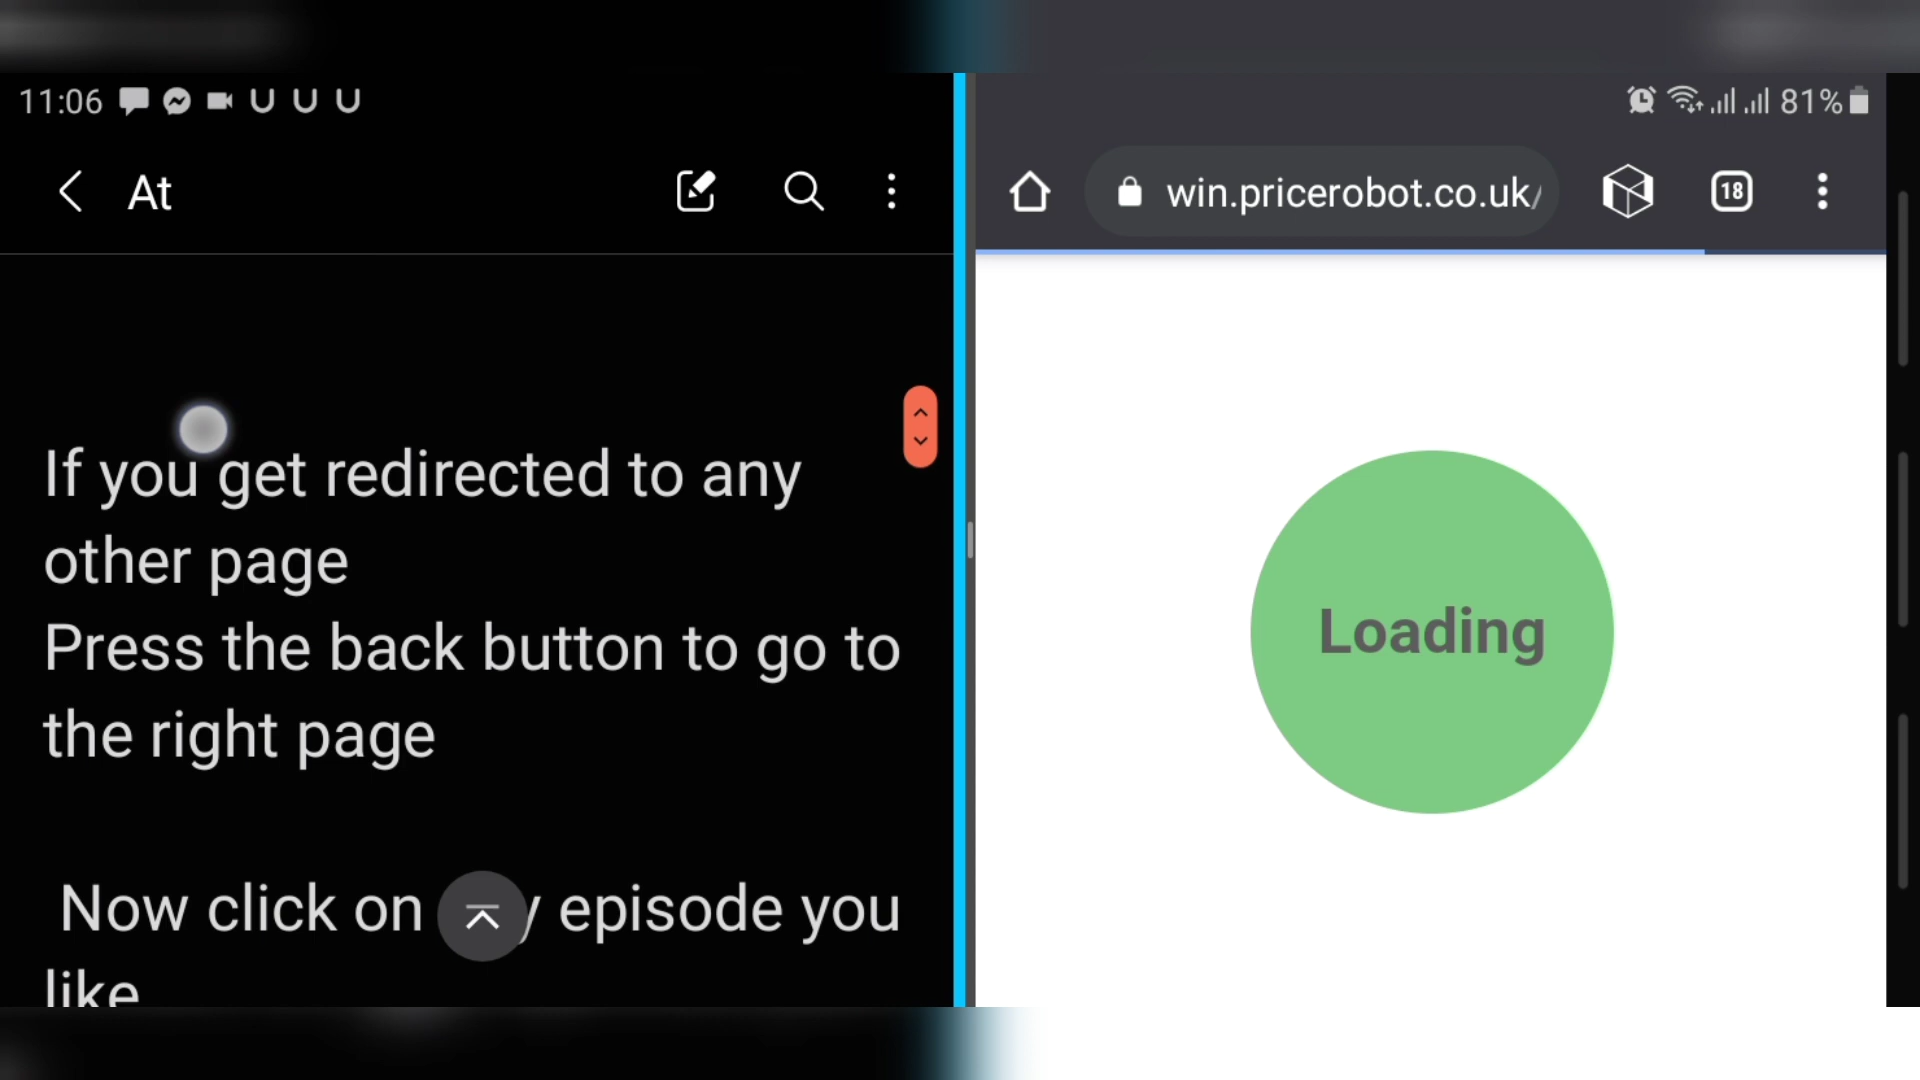 11:06
At
If you get redirected to any
other page
Press the back button to go to
the right page
Now click on y episode you
like
81%
win.pricerobot.co.uk/
18
Loading